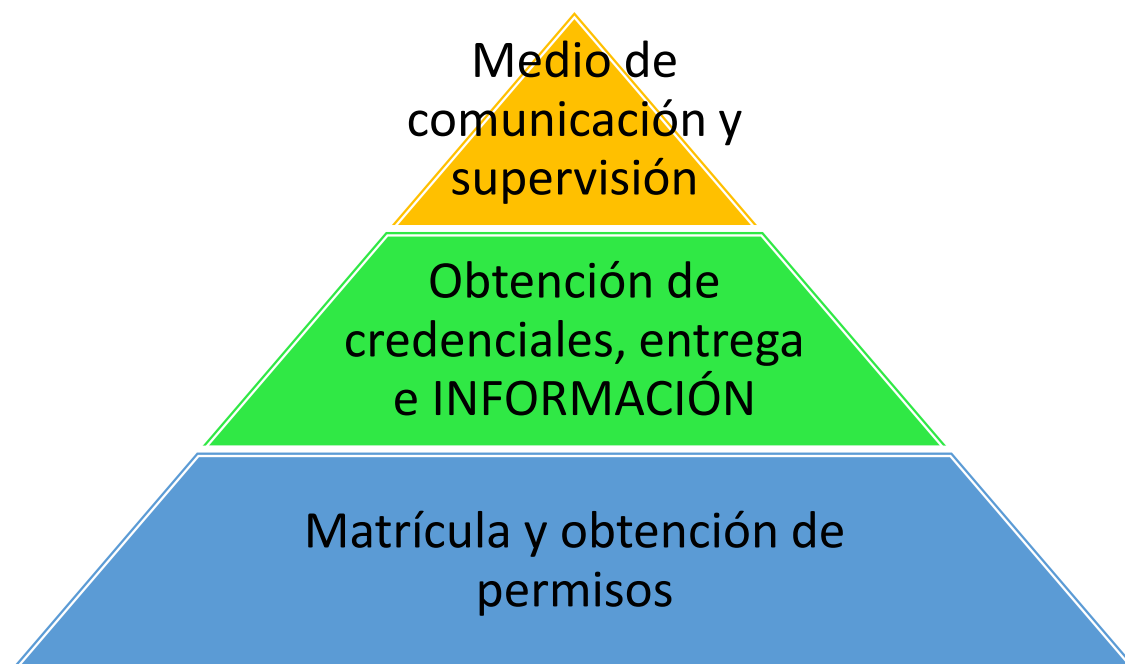 Medio de
comunicación y
supervisión
Obtención de
credenciales, entrega
e INFORMACIÓN
Matrícula y obtención de
permisos